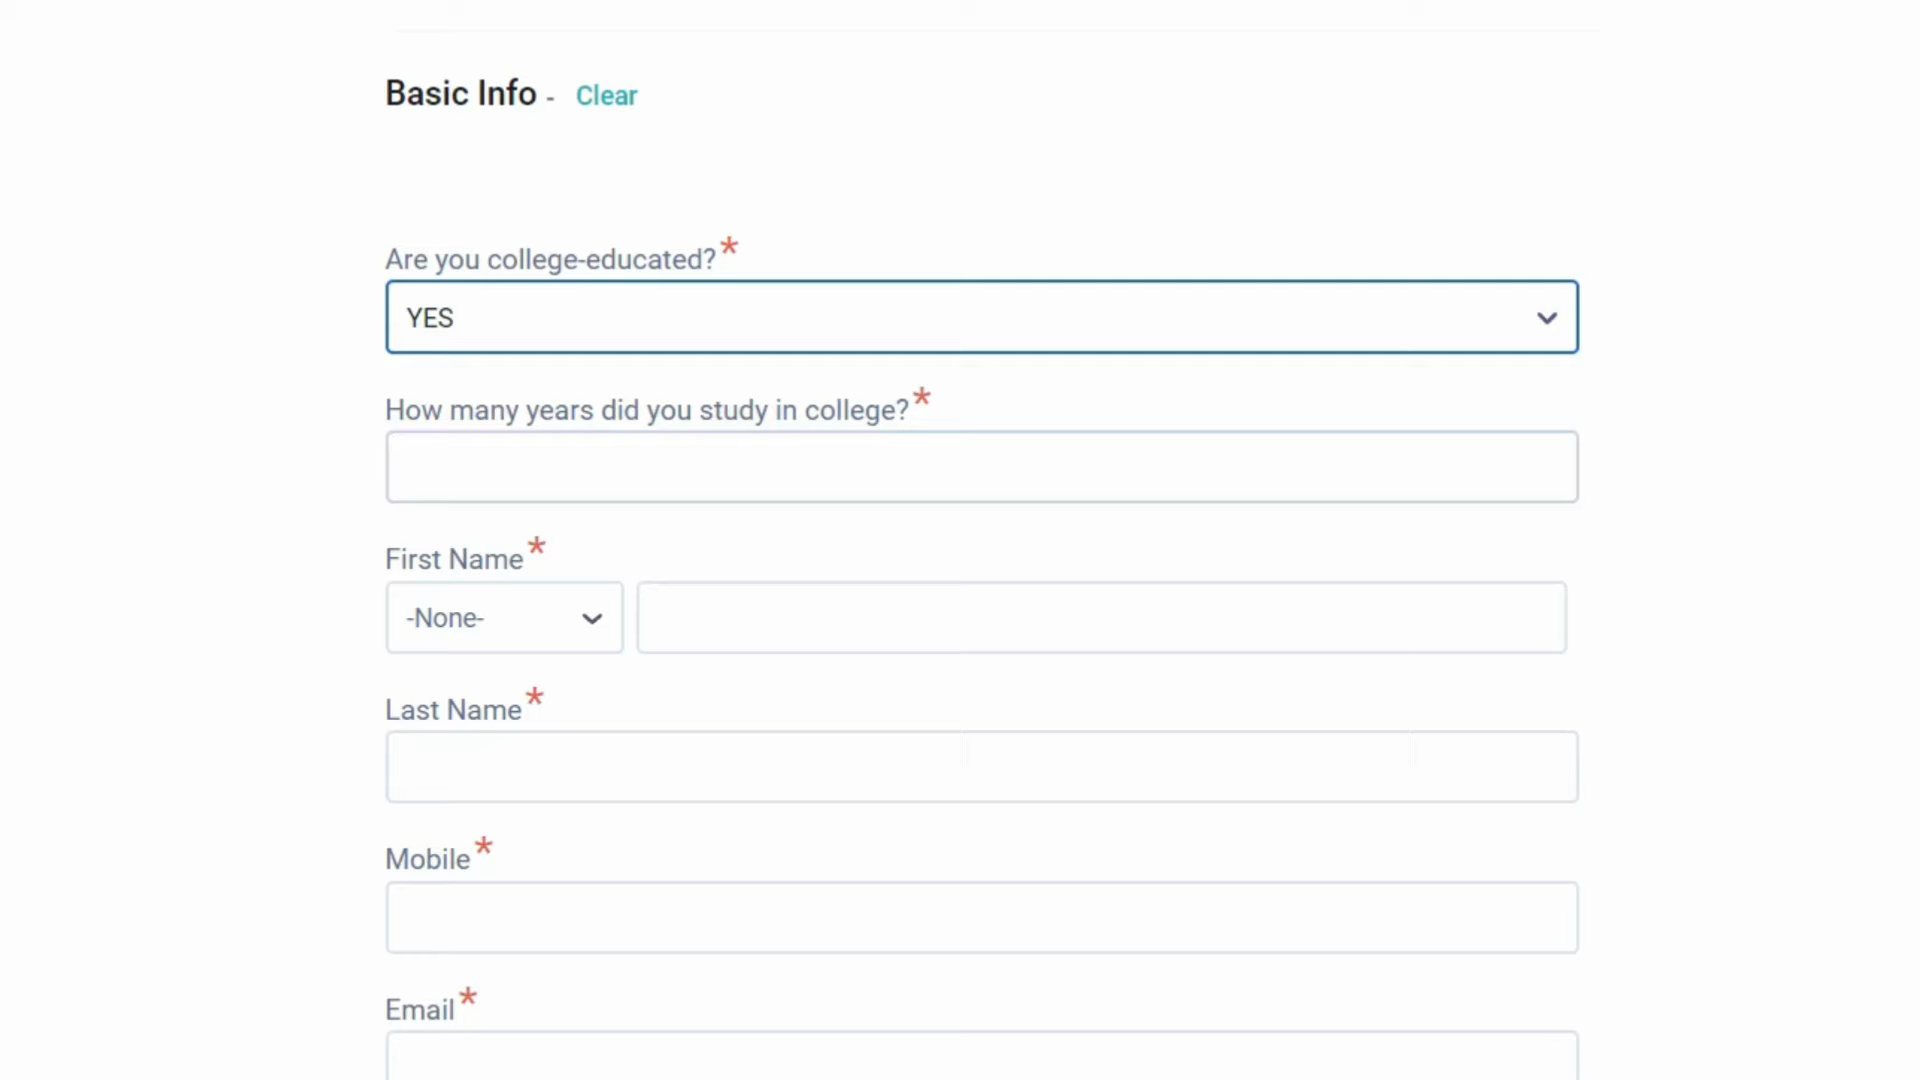 Basic Info - Clear
Are you college-educated?*
YES
How many years did you study in college?*
First Name*
-None-
Last Name*
Mobile*
Email*